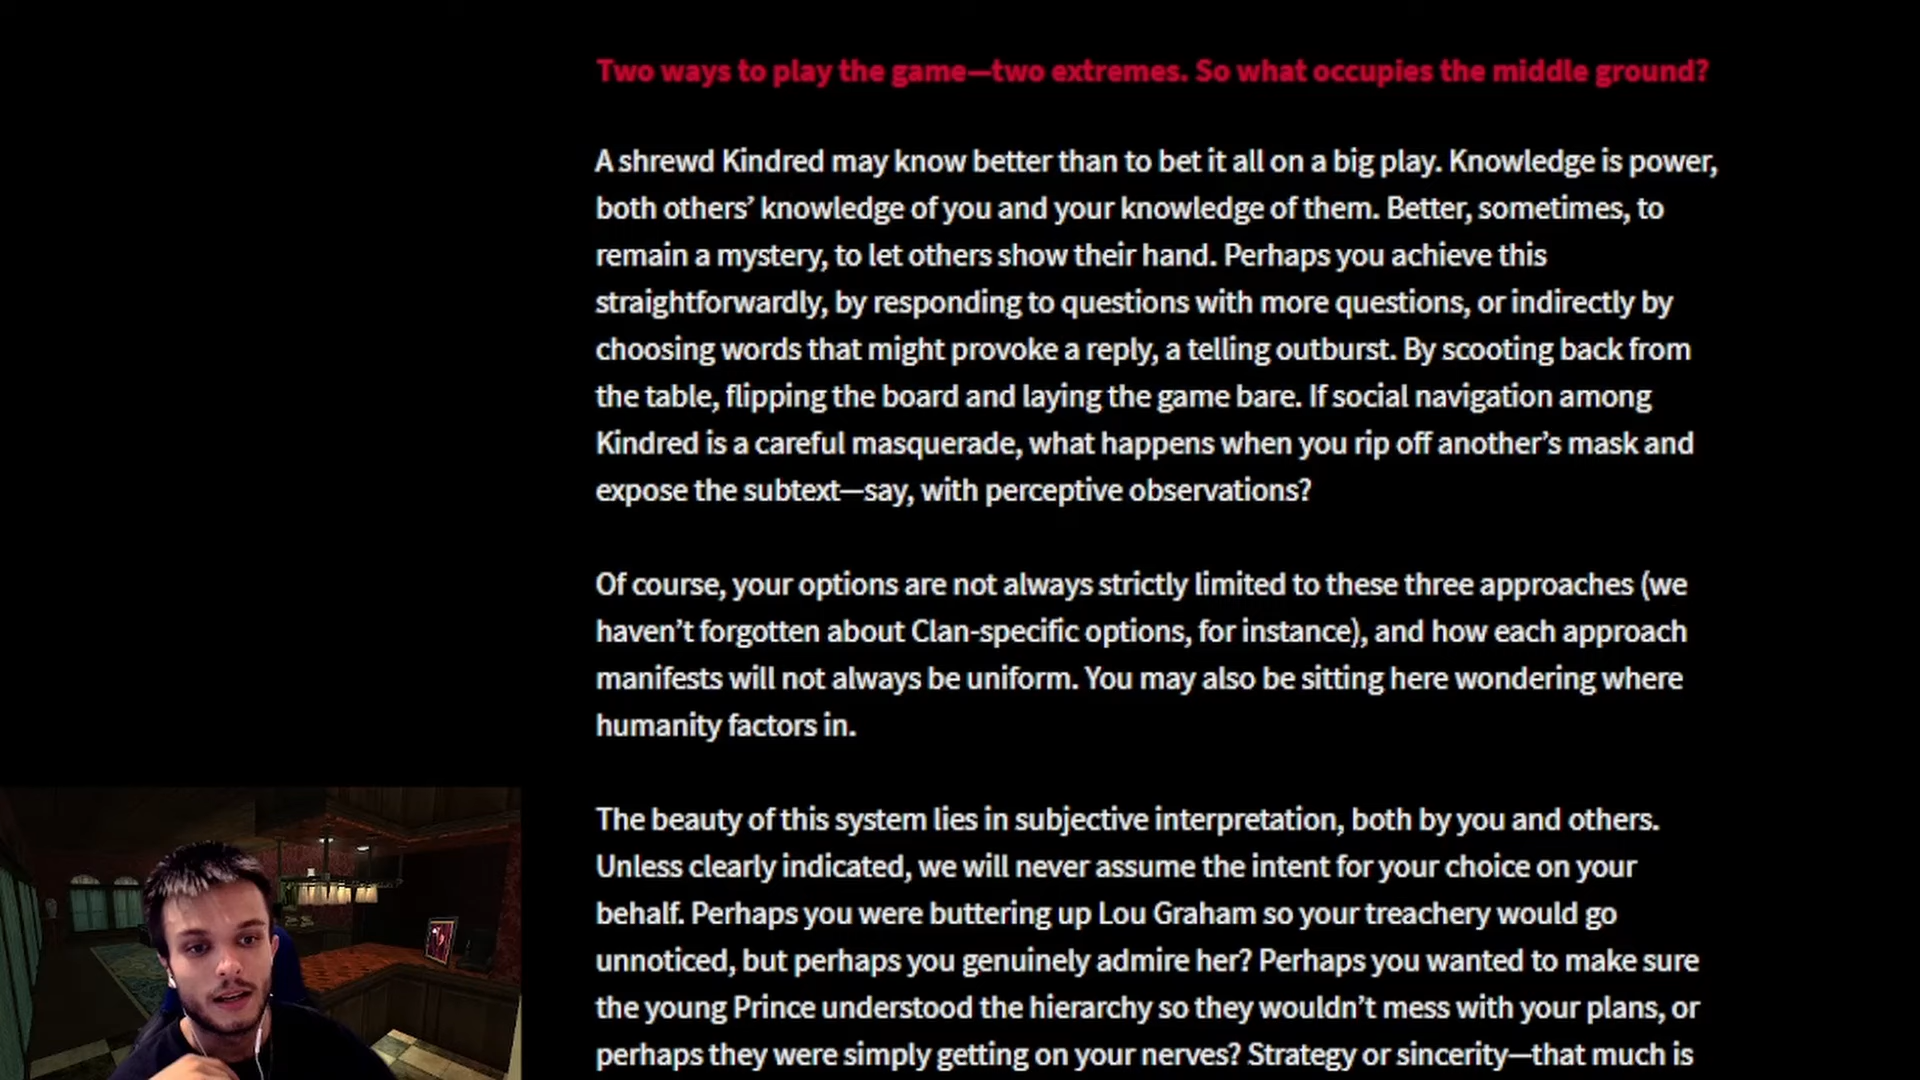 Two ways to play the game—two extremes. So what occupies the middle ground?
A shrewd Kindred may know better than to bet it all on a big play. Knowledge is power,
both others’ knowledge of you and your knowledge of them. Better, sometimes, to
remain a mystery, to let others show their hand. Perhaps you achieve this
straightforwardly, by responding to questions with more questions, or indirectly by
choosing words that might provoke a reply, a telling outburst. By scooting back from
the table, flipping the board and laying the game bare. If social navigation among
Kindred is a careful masquerade, what happens when you rip off another’s mask and
expose the subtext—say, with perceptive observations?
Of course, your options are not always strictly limited to these three approaches (we
haven’t forgotten about Clan-specific options, for instance), and how each approach
manifests will not always be uniform. You may also be sitting here wondering where
humanity factors in.
The beauty of this system lies in subjective interpretation, both by you and others.
Unless clearly indicated, we will never assume the intent for your choice on your
behalf. Perhaps you were buttering up Lou Graham so your treachery would go
unnoticed, but perhaps you genuinely admire her? Perhaps you wanted to make sure
the young Prince understood the hierarchy so they wouldn’t mess with your plans, or
perhaps they were simply getting on your nerves? Strategy or sincerity—that much is